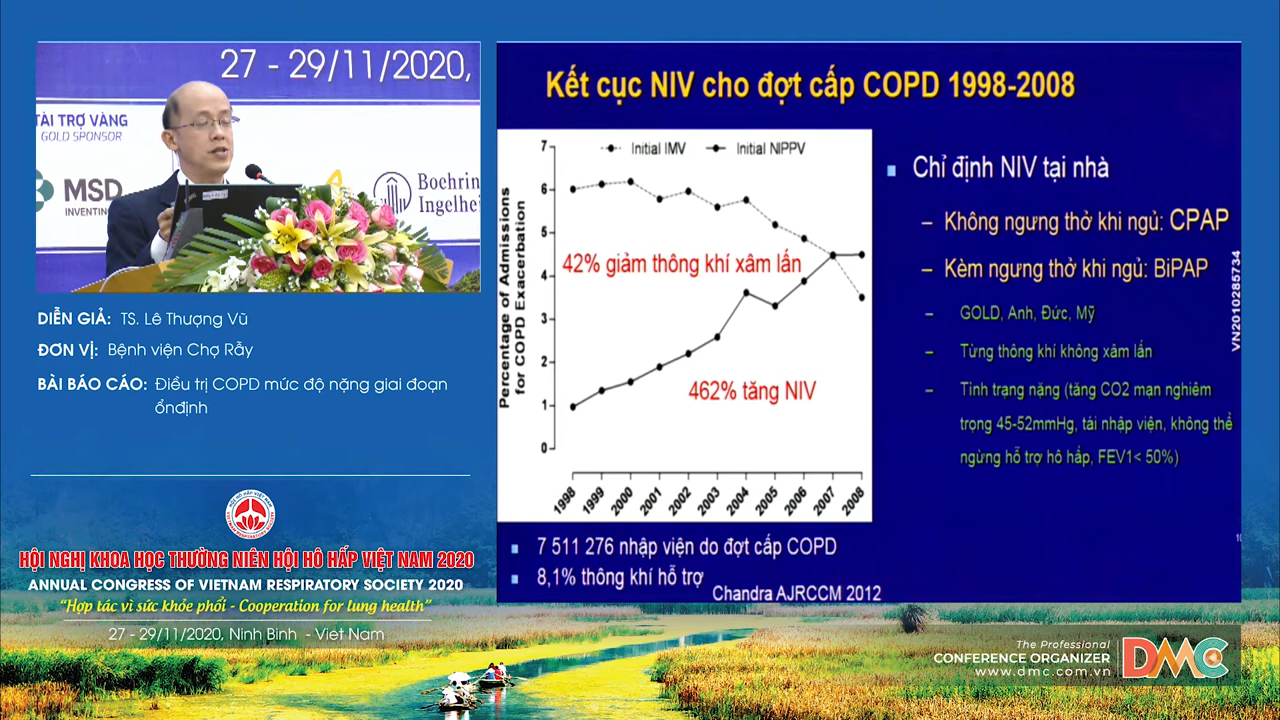 27 - 29/11/2020,
TÀI TRỢ VÀNG
GOLD SPONSOR
MSD
INVENTING
Boehrin
Ingelhei
DIỄN GIẢ: TS. Lê Thượng Vũ
ĐƠN VỊ: Bệnh viện Chợ Rẫy
BÀI BÁO CÁO: Điều trị COPD mức độ nặng giai đoạn
ổnđịnh
HỘI NGHỊ KHOA HỌC THƯỜNG NIÊN HỘI HÔ HẤP VIỆT NAM 2020
ANNUAL CONGRESS OF VIETNAM RESPIRATORY SOCIETY 2020
“Hợp tác vì sức khỏe phổi - Cooperation for lung health”
27 - 29/11/2020, Ninh Binh - Viet Nam
Kết cục NIV cho đợt cấp COPD 1998-2008
Initial IMV
Initial NIPPV
Percentage of Admissions
for COPD Exacerbation
7
6
5
4
3
2
1
0
42% giảm thông khí xâm lấn
462% tăng NIV
1998 1999 2000 2001 2002 2003 2004 2005 2006 2007 2008
Chỉ định NIV tại nhà
– Không ngưng thở khi ngủ: CPAP
– Kèm ngưng thở khi ngủ: BiPAP
– GOLD, Anh, Đức, Mỹ
– Từng thông khí không xâm lấn
– Tình trạng nặng (tăng CO2 mạn nghiêm
trọng 45-52mmHg, tái nhập viện, không thể
ngừng hỗ trợ hô hấp, FEV1< 50%)
VN2010285734
7 511 276 nhập viện do đợt cấp COPD
8,1% thông khí hỗ trợ
Chandra AJRCCM 2012
The Professional
CONFERENCE ORGANIZER
www.dmc.com.vn
DMC